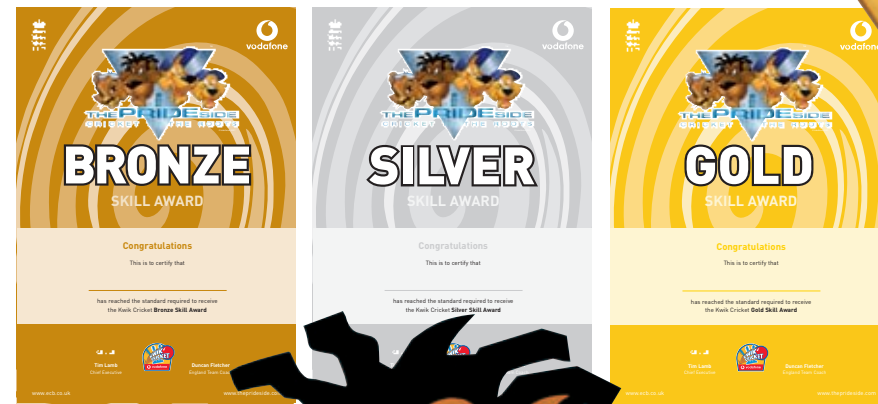 vodafone
THE PRIDE SIDE
BRONZE
SKILL AWARD
Congratulations
This is to certify that
has reached the standard required to receive
the Kwik Cricket Bronze Skill Award
Tim Lamb
Chief Executive
vodafone
Duncan Fletcher
England Team
www.ecb.co.uk
www.theprideside.com
vodafone
THE PRIDE SIDE
SILVER
SKILL AWARD
Congratulations
This is to certify that
has reached the standard required to receive
the Kwik Cricket Silver Skill Award
vodafone
THE PRIDE SIDE
GOLD
SKILL AWARD
Congratulations
This is to certify that
has reached the standard required to receive
the Kwik Cricket Gold Skill Award
Tim Lamb
Chief Executive
vodafone
Duncan Fletcher
England Team Coach
www.ecb.co.uk
www.theprideside.com